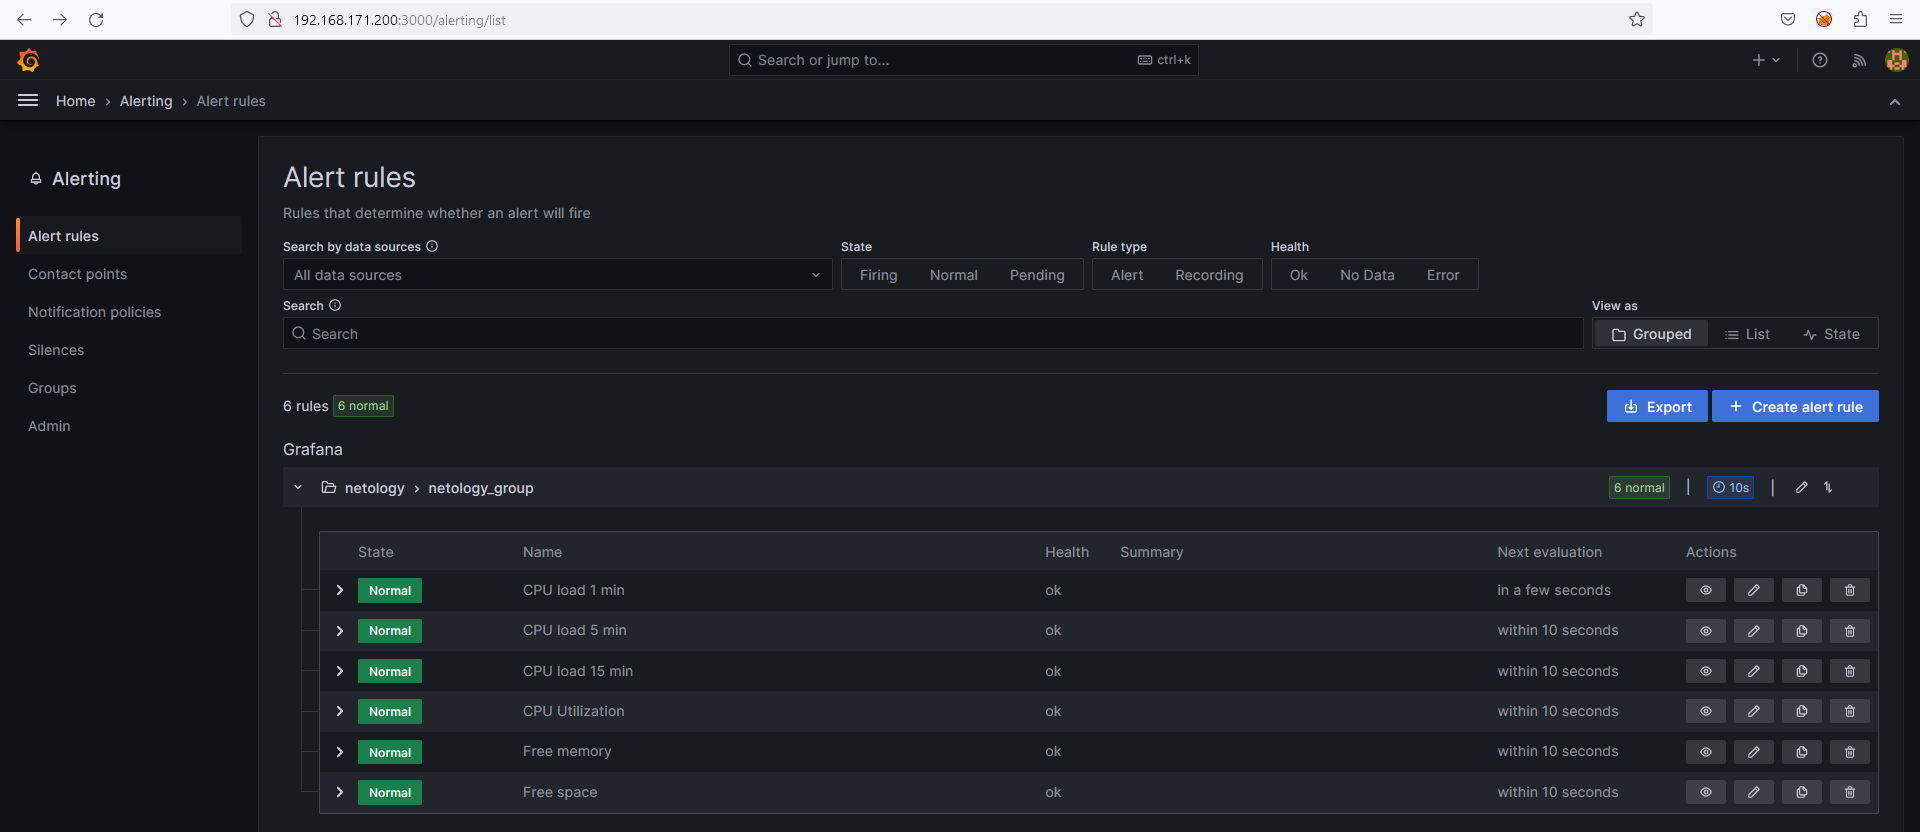 192.168.171.200:3000/alerting/list
Search or jump to... ctrl+k
Home › Alerting › Alert rules
Alerting
Alert rules
Contact points
Notification policies
Silences
Groups
Admin
Alert rules
Rules that determine whether an alert will fire
Search by data sources State Rule type Health
All data sources Firing Normal Pending Alert Recording Ok No Data Error
Search View as
Search Grouped List State
6 rules 6 normal Export + Create alert rule
Grafana
netology › netology_group 6 normal | 10s |
State Name Health Summary Next evaluation Actions
Normal CPU load 1 min ok in a few seconds
Normal CPU load 5 min ok within 10 seconds
Normal CPU load 15 min ok within 10 seconds
Normal CPU Utilization ok within 10 seconds
Normal Free memory ok within 10 seconds
Normal Free space ok within 10 seconds